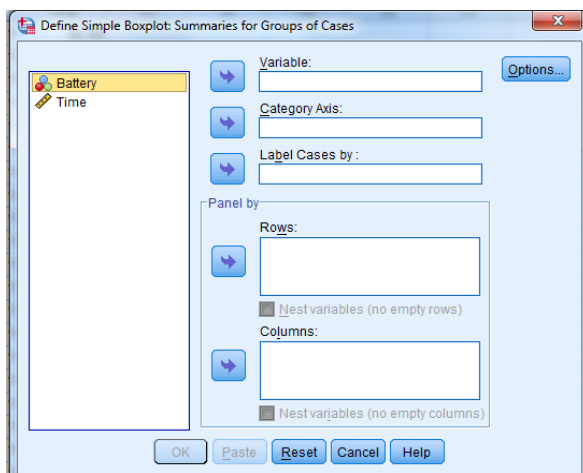 Define Simple Boxplot: Summaries for Groups of Cases
Battery
Time
Variable:
Options...
Category Axis:
Label Cases by :
Panel by
Rows:
Nest variables (no empty rows)
Columns:
Nest variables (no empty columns)
OK Paste Reset Cancel Help